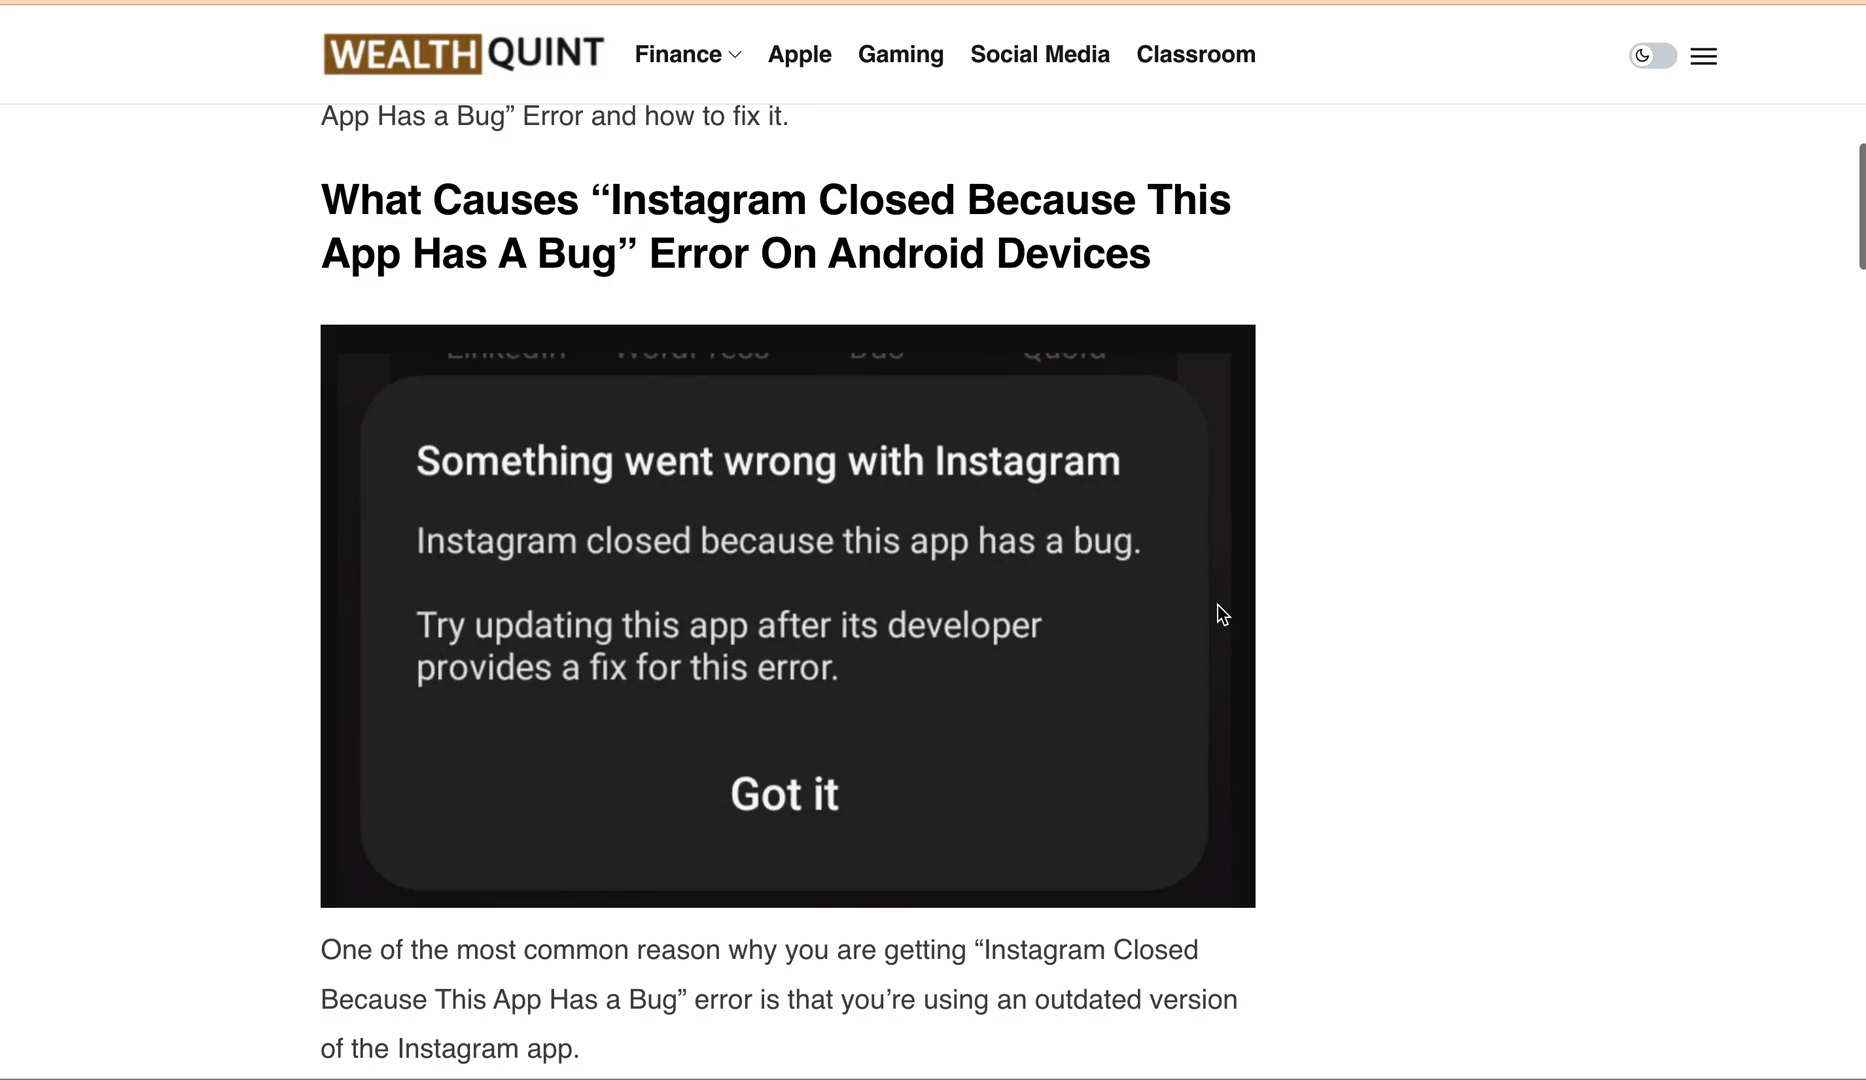 WEALTH QUINT Finance Apple Gaming Social Media Classroom
App Has a Bug” Error and how to fix it.
What Causes “Instagram Closed Because This
App Has A Bug” Error On Android Devices
LinkedIn WordPress Duo Quora
Something went wrong with Instagram
Instagram closed because this app has a bug.
Try updating this app after its developer
provides a fix for this error.
Got it
One of the most common reason why you are getting “Instagram Closed
Because This App Has a Bug” error is that you’re using an outdated version
of the Instagram app.